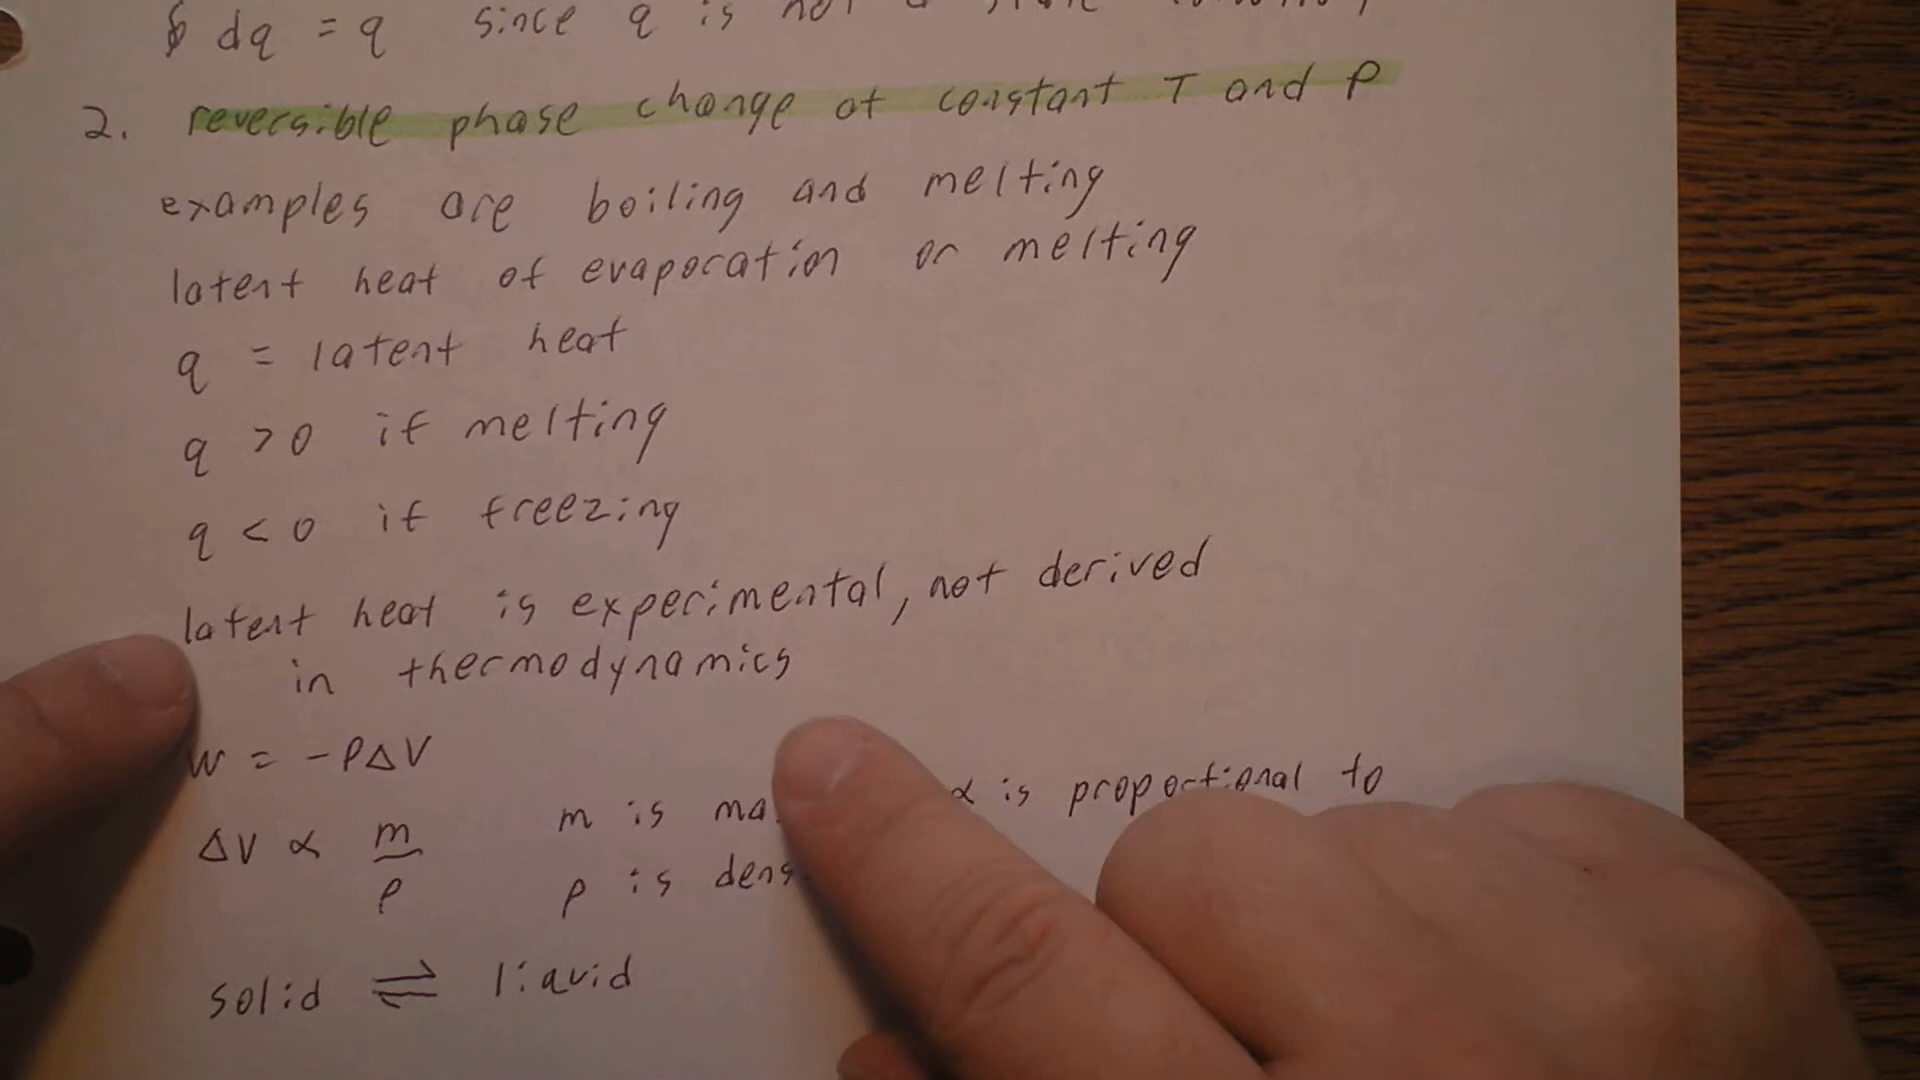 ∮ dq = q since q is not a state
2. reversible phase change at constant T and P
examples are boiling and melting
latent heat of evaporation or melting
q = latent heat
q > 0 if melting
q < 0 if freezing
latent heat is experimental, not derived
in thermodynamics
w = -PΔV
ΔV ∝ m/ρ m is ∝ is proportional to
ρ is
solid ⇌ liquid